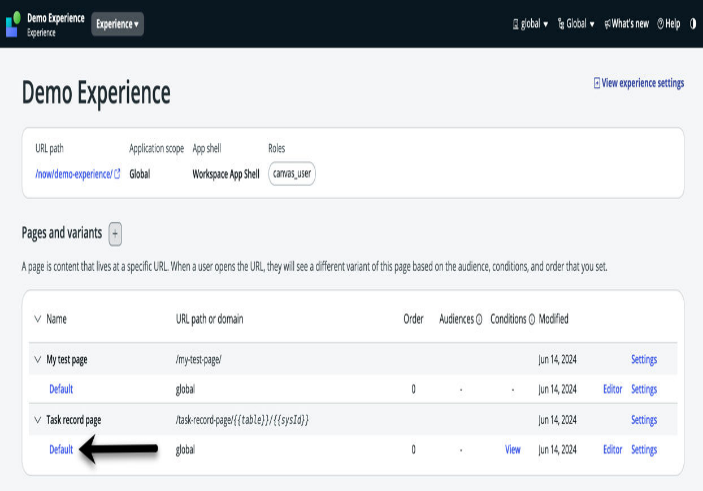 Demo Experience
Experience
Experience ▾
global ▾ Global ▾ What's new Help
Demo Experience
View experience settings
URL path Application scope App shell Roles
/now/demo-experience/ Global Workspace App Shell canvas_user
Pages and variants +
A page is content that lives at a specific URL. When a user opens the URL, they will see a different variant of this page based on the audience, conditions, and order that you set.
Name URL path or domain Order Audiences Conditions Modified
My test page /my-test-page/ Jun 14, 2024 Settings
Default global 0 - - Jun 14, 2024 Editor Settings
Task record page /task-record-page/{{table}}/{{sysId}} Jun 14, 2024 Settings
Default global 0 - View Jun 14, 2024 Editor Settings